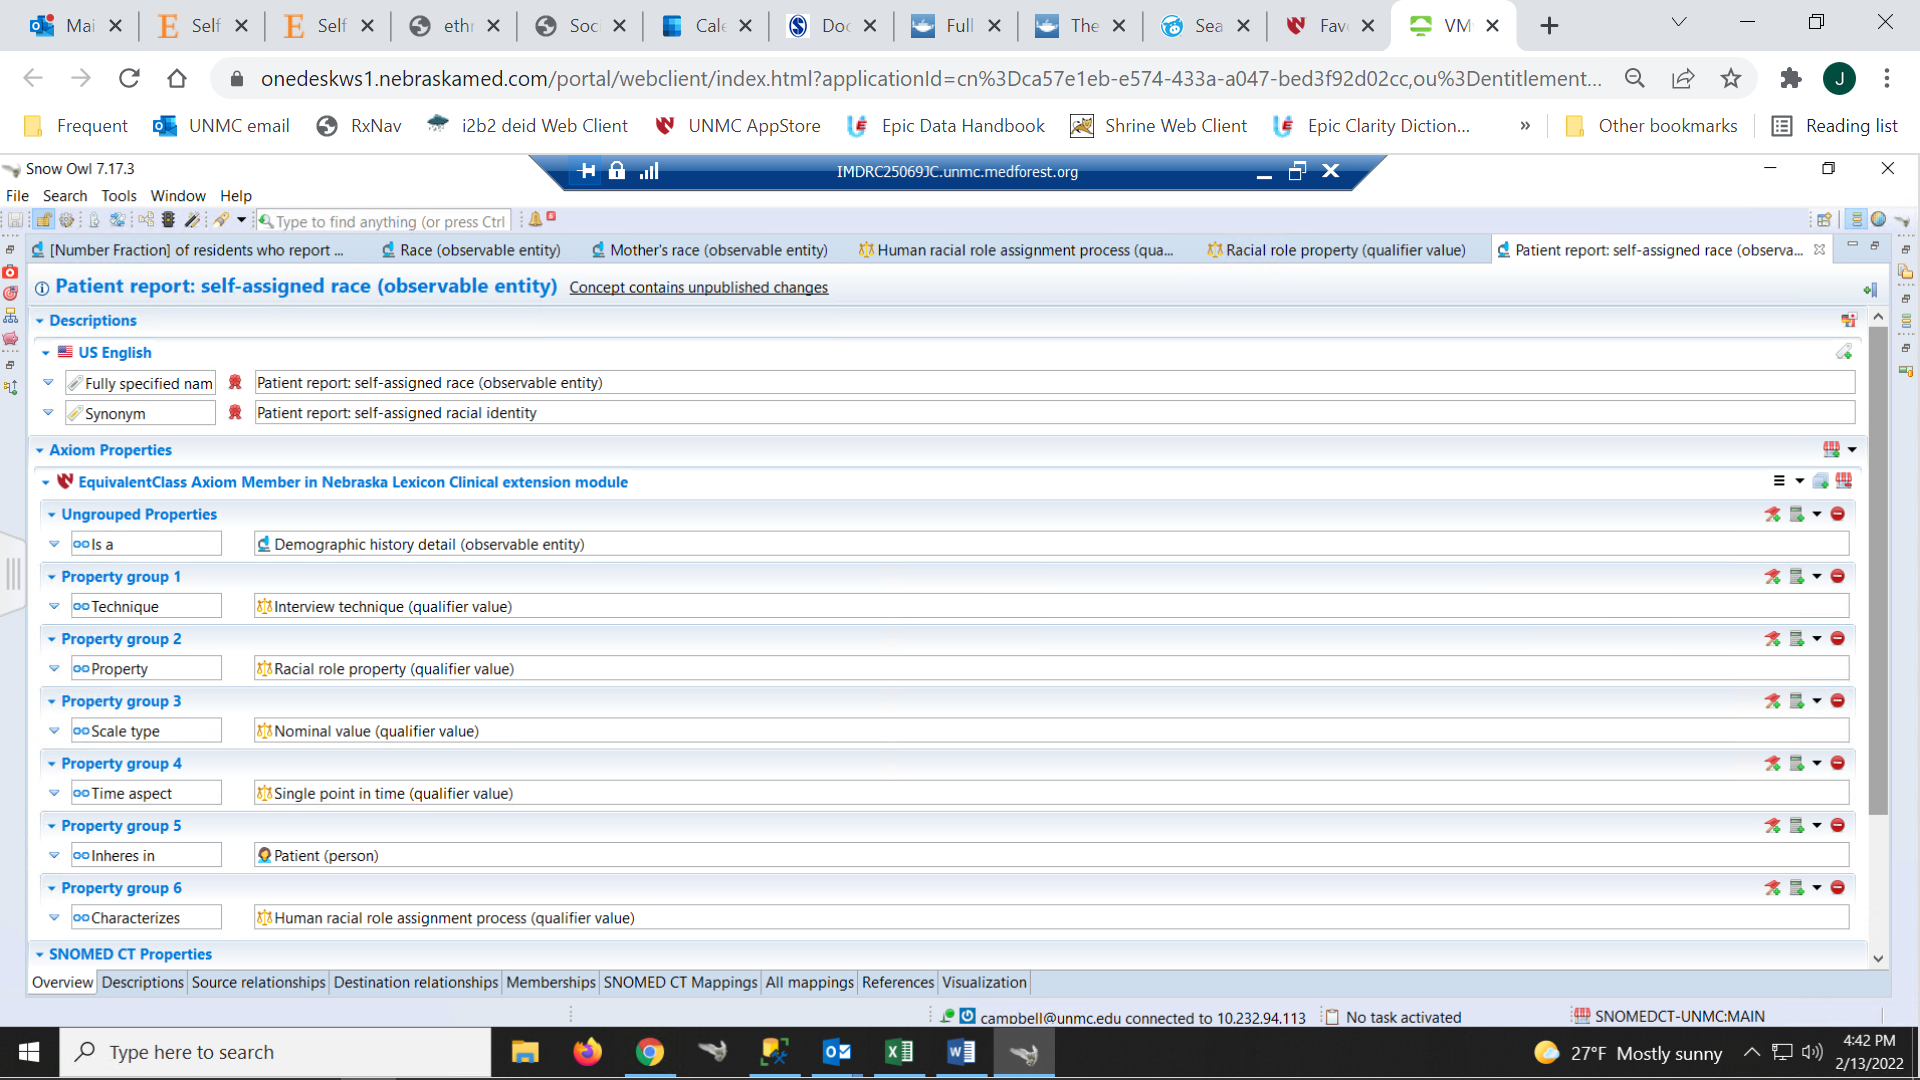 Mai
Self
Self
ethn
Soci
Cale
Doc
Full
The
Sea
Fav
VM
onedeskws1.nebraskamed.com/portal/webclient/index.html?applicationId=cn%3Dca57e1eb-e574-433a-a047-bed3f92d02cc,ou%3Dentitlement...
J
Frequent
UNMC email
RxNav
i2b2 deid Web Client
UNMC AppStore
Epic Data Handbook
Shrine Web Client
Epic Clarity Diction...
»
Other bookmarks
Reading list
Snow Owl 7.17.3
IMDRC25069JC.unmc.medforest.org
File Search Tools Window Help
Type to find anything (or press Ctrl
[Number Fraction] of residents who report ...
Race (observable entity)
Mother's race (observable entity)
Human racial role assignment process (qua...
Racial role property (qualifier value)
Patient report: self-assigned race (observa...
Patient report: self-assigned race (observable entity) Concept contains unpublished changes
Descriptions
US English
Fully specified nam Patient report: self-assigned race (observable entity)
Synonym Patient report: self-assigned racial identity
Axiom Properties
EquivalentClass Axiom Member in Nebraska Lexicon Clinical extension module
Ungrouped Properties
Is a Demographic history detail (observable entity)
Property group 1
Technique Interview technique (qualifier value)
Property group 2
Property Racial role property (qualifier value)
Property group 3
Scale type Nominal value (qualifier value)
Property group 4
Time aspect Single point in time (qualifier value)
Property group 5
Inheres in Patient (person)
Property group 6
Characterizes Human racial role assignment process (qualifier value)
SNOMED CT Properties
Overview Descriptions Source relationships Destination relationships Memberships SNOMED CT Mappings All mappings References Visualization
campbell@unmc.edu connected to 10.232.94.113
No task activated
SNOMEDCT-UNMC:MAIN
Type here to search
27°F Mostly sunny
4:42 PM
2/13/2022